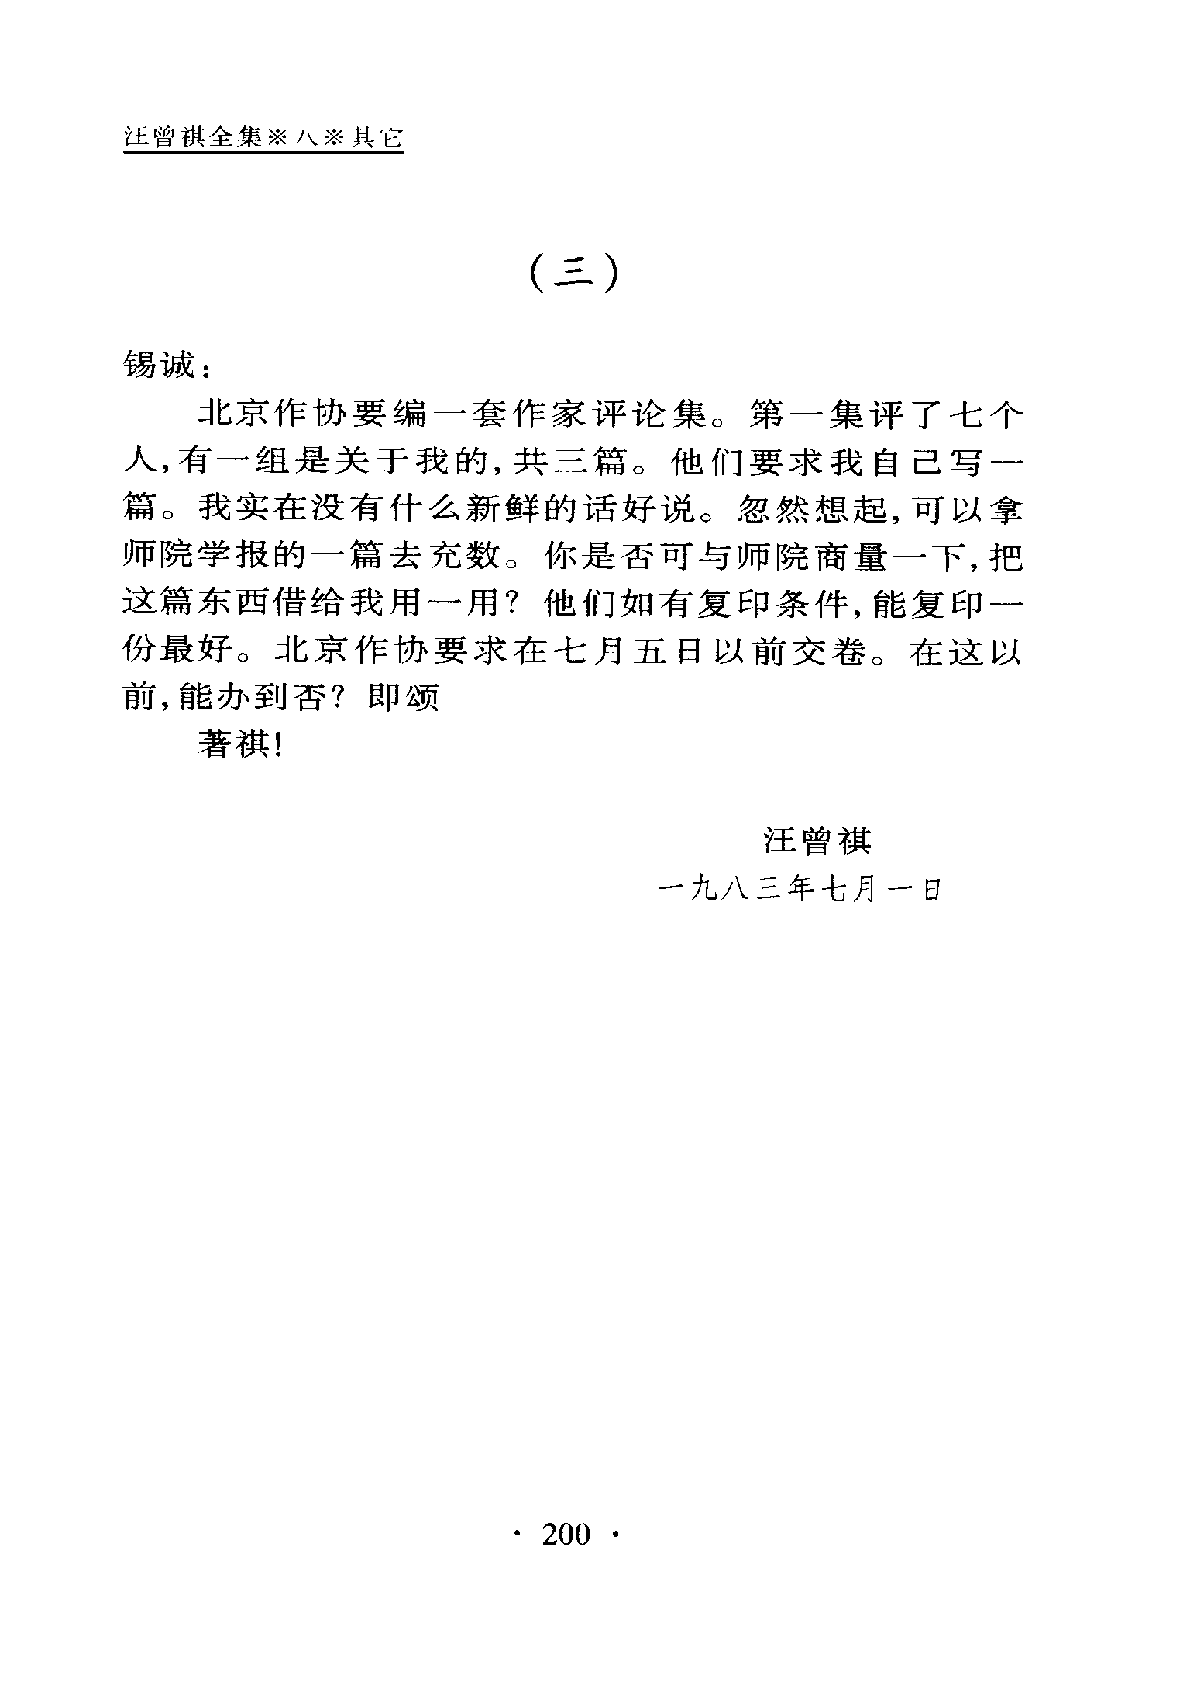 汪曾祺全集※八※其它
(三)
锡诚:
北京作协要编一套作家评论集。第一集评了七个
人,有一组是关于我的,共三篇。他们要求我自己写一
篇。我实在没有什么新鲜的话好说。忽然想起,可以拿
师院学报的一篇去充数。你是否可与师院商量一下,把
这篇东西借给我用一用?他们如有复印条件,能复印一
份最好。北京作协要求在七月五日以前交卷。在这以
前,能办到否?即颂
著祺!
汪曾祺
一九八三年七月一日
· 200 ·